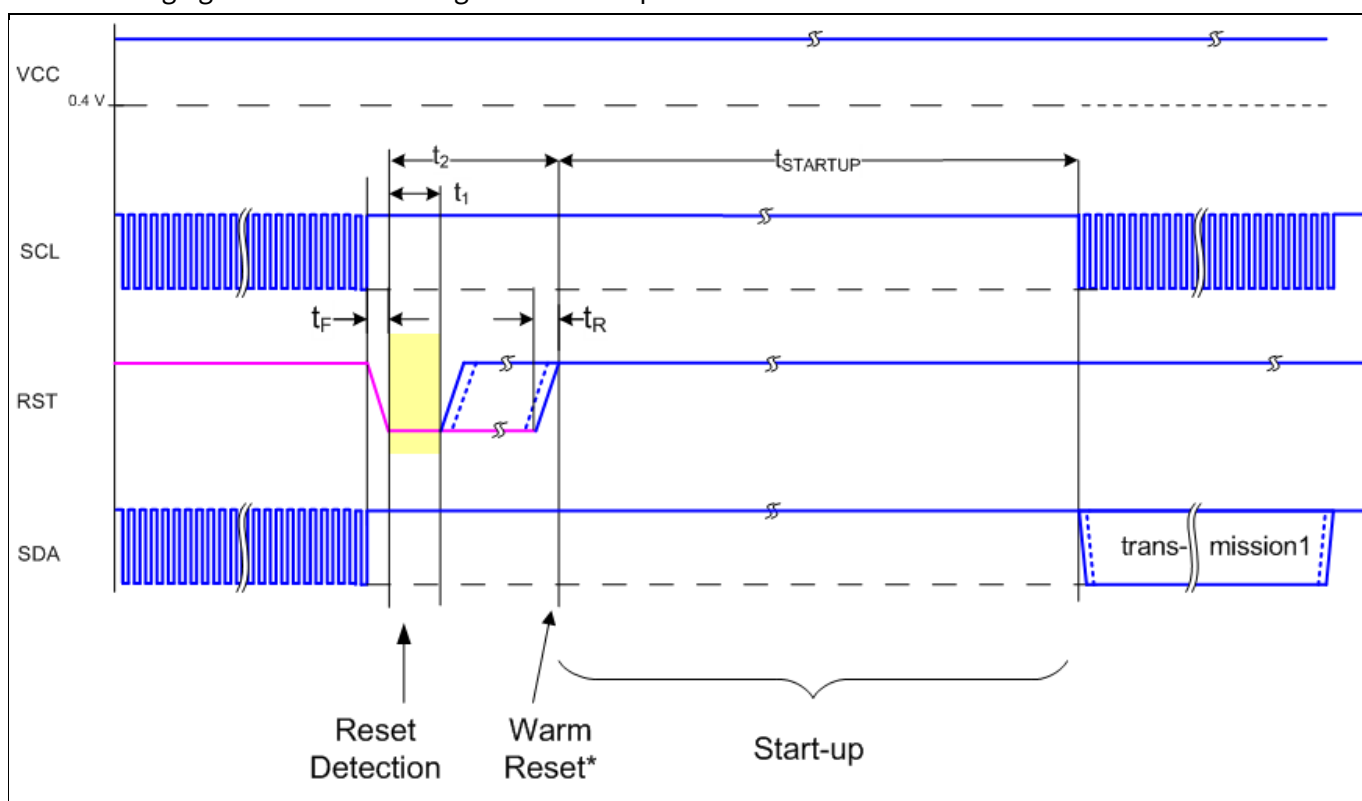 VCC
0.4 V
t2
tSTARTUP
t1
SCL
tF
tR
RST
SDA
trans- mission1
Reset
Detection
Warm
Reset*
Start-up